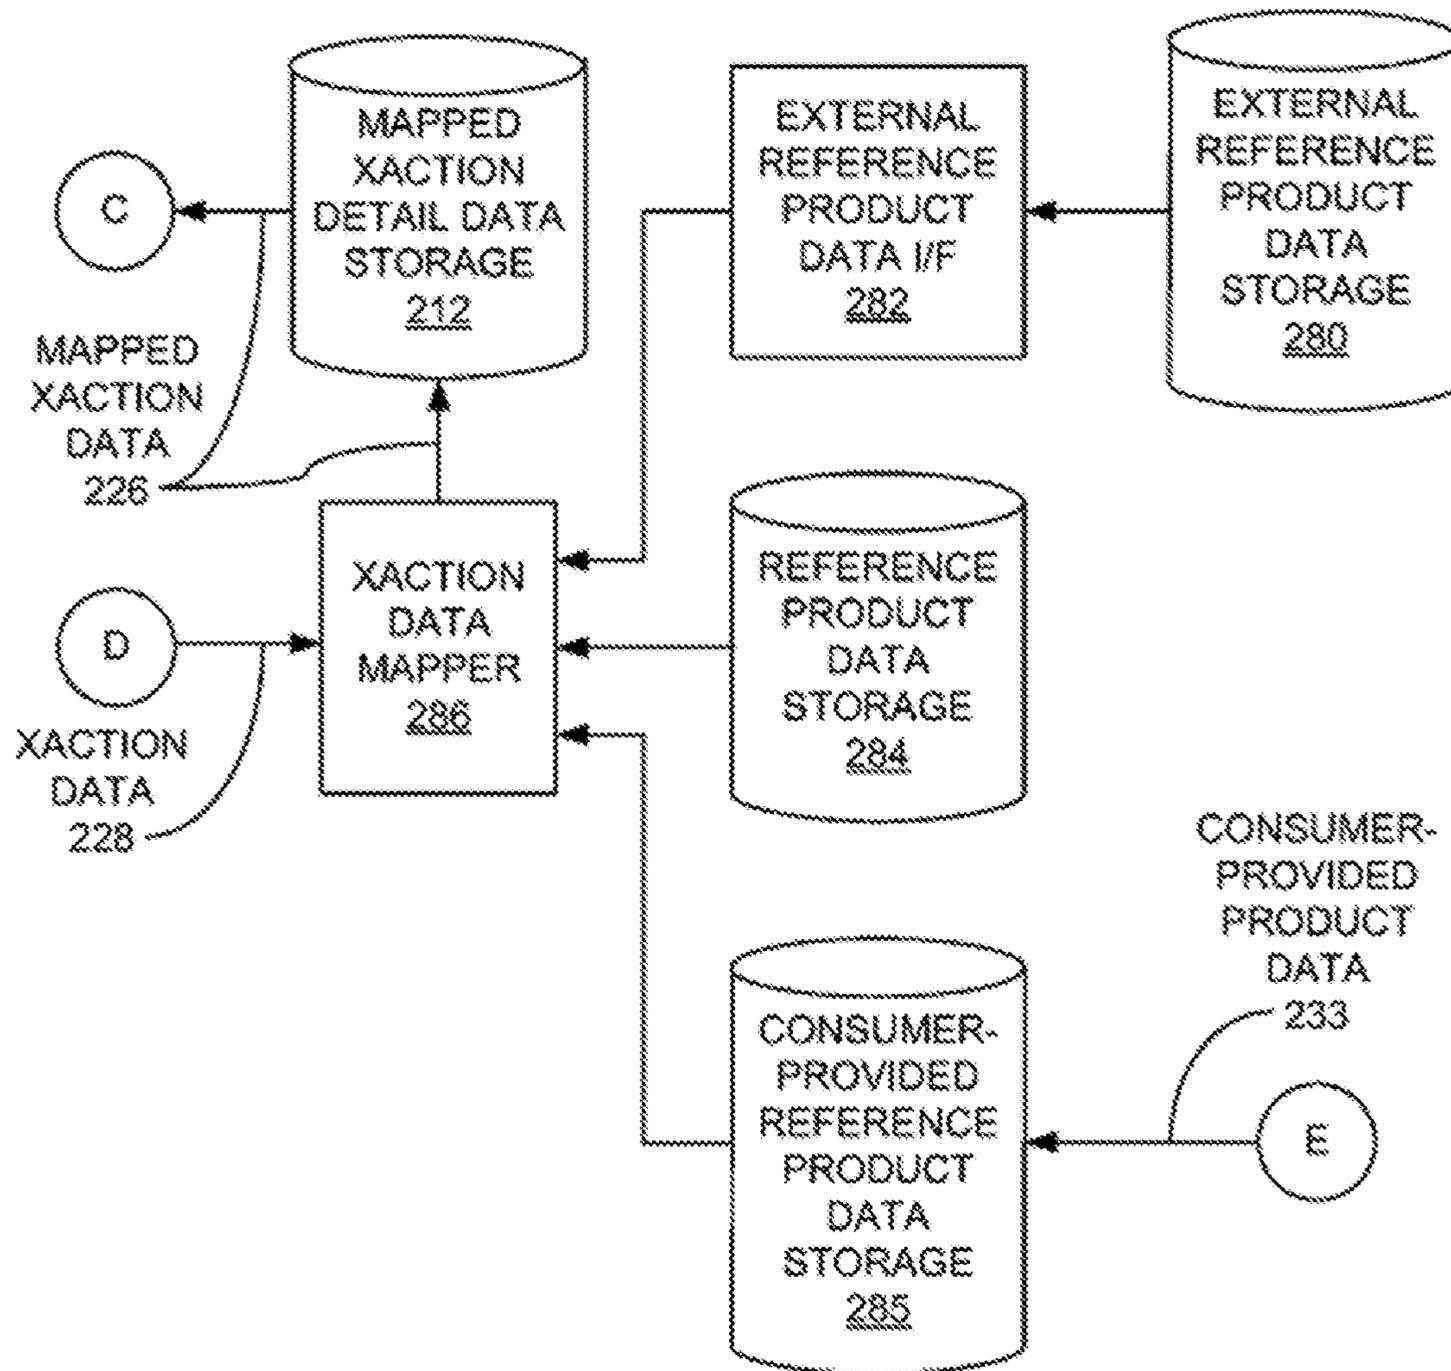 C
MAPPED
XACTION
DETAIL DATA
STORAGE
212
EXTERNAL
REFERENCE
PRODUCT
DATA I/F
282
EXTERNAL
REFERENCE
PRODUCT
DATA
STORAGE
280
MAPPED
XACTION
DATA
226
D
XACTION
DATA
228
XACTION
DATA
MAPPER
286
REFERENCE
PRODUCT
DATA
STORAGE
284
CONSUMER-
PROVIDED
REFERENCE
PRODUCT
DATA
STORAGE
285
CONSUMER-
PROVIDED
PRODUCT
DATA
233
E